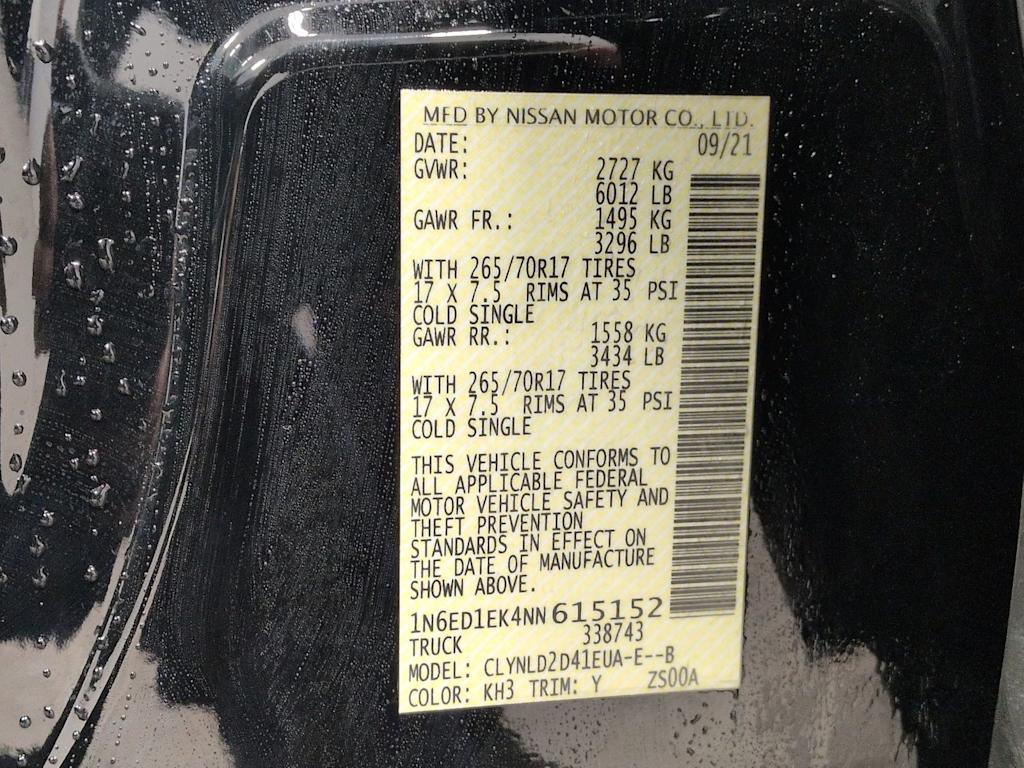 MFD BY NISSAN MOTOR CO., LTD.
DATE: 09/21
GVWR: 2727 KG
6012 LB
GAWR FR.: 1495 KG
3296 LB
WITH 265/70R17 TIRES
17 X 7.5 RIMS AT 35 PSI
COLD SINGLE
GAWR RR.: 1558 KG
3434 LB
WITH 265/70R17 TIRES
17 X 7.5 RIMS AT 35 PSI
COLD SINGLE
THIS VEHICLE CONFORMS TO
ALL APPLICABLE FEDERAL
MOTOR VEHICLE SAFETY AND
THEFT PREVENTION
STANDARDS IN EFFECT ON
THE DATE OF MANUFACTURE
SHOWN ABOVE.
1N6ED1EK4NN615152
TRUCK 338743
MODEL: CLYNLD2D41EUA-E--B
COLOR: KH3 TRIM: Y ZS00A